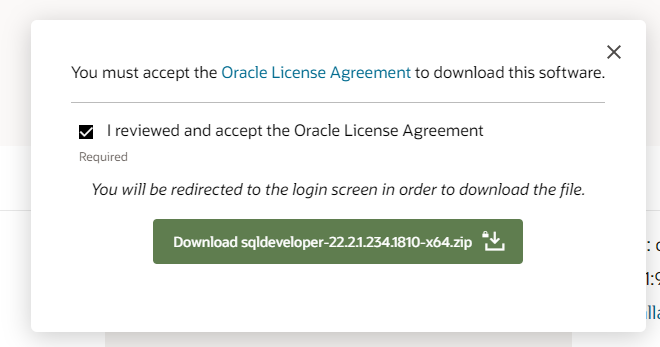 You must accept the Oracle License Agreement to download this software.
I reviewed and accept the Oracle License Agreement
Required
You will be redirected to the login screen in order to download the file.
Download sqldeveloper-22.2.1.234.1810-x64.zip